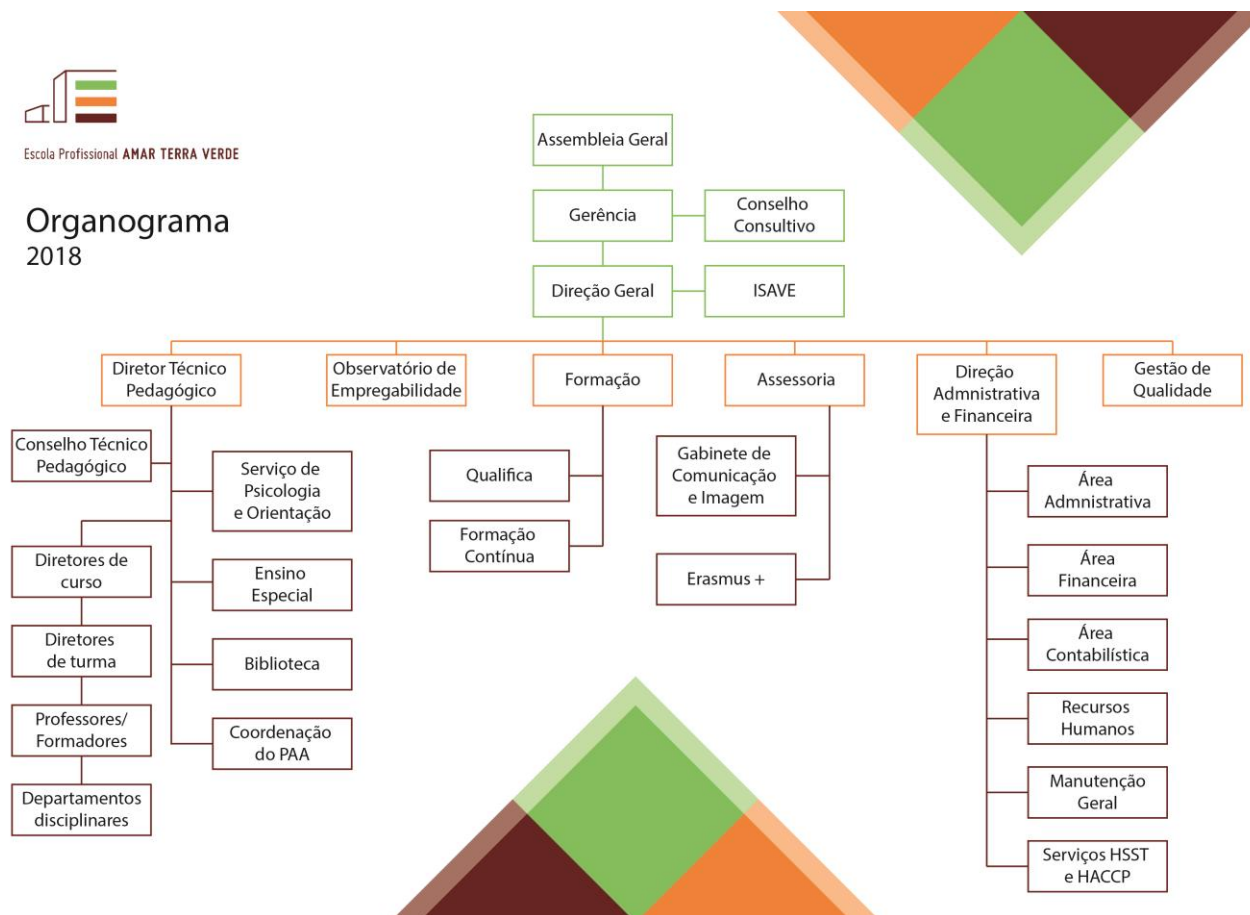 Escola Profissional AMAR TERRA VERDE
Organograma
2018
Assembleia Geral
Gerência
Conselho
Consultivo
Direção Geral
ISAVE
Diretor Técnico
Pedagógico
Observatório de
Empregabilidade
Formação
Assessoria
Direção
Admnistrativa
e Financeira
Gestão de
Qualidade
Conselho Técnico
Pedagógico
Serviço de
Psicologia
e Orientação
Diretores de
curso
Ensino
Especial
Diretores
de turma
Biblioteca
Professores/
Formadores
Coordenação
do PAA
Departamentos
disciplinares
Qualifica
Formação
Contínua
Gabinete de
Comunicação
e Imagem
Erasmus +
Área
Admnistrativa
Área
Financeira
Área
Contabilística
Recursos
Humanos
Manutenção
Geral
Serviços HSST
e HACCP